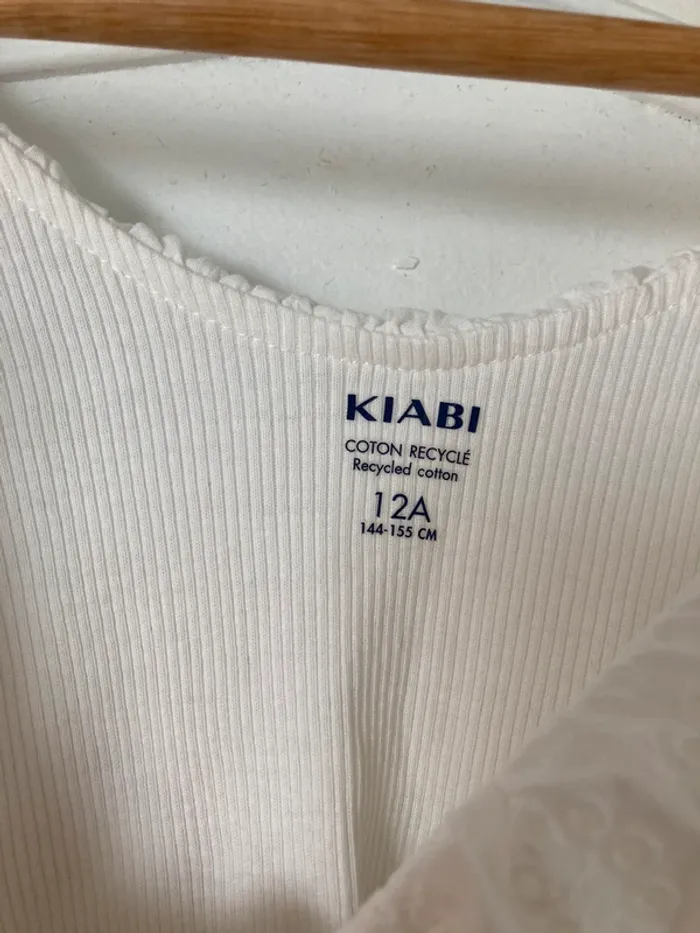 KIABI
COTON RECYCLÉ
Recycled cotton
12A
144-155 CM